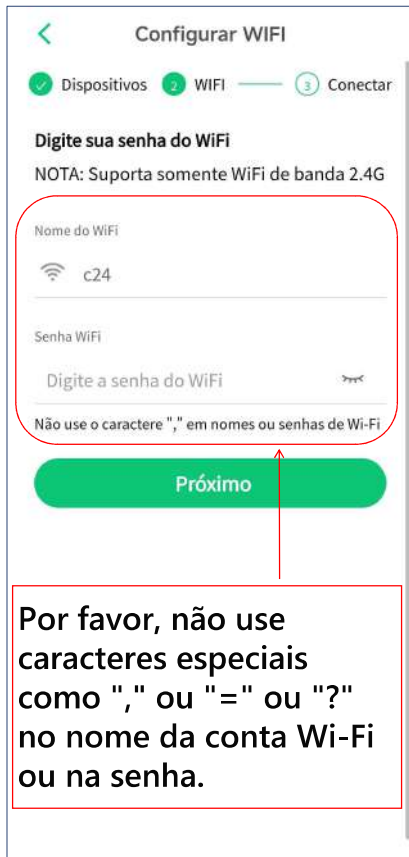 Configurar WIFI
Dispositivos 2 WIFI 3 Conectar
Digite sua senha do WiFi
NOTA: Suporta somente WiFi de banda 2.4G
Nome do WiFi
c24
Senha WiFi
Digite a senha do WiFi
Não use o caractere "," em nomes ou senhas de Wi-Fi
Próximo
Por favor, não use
caracteres especiais
como "," ou "=" ou "?"
no nome da conta Wi-Fi
ou na senha.